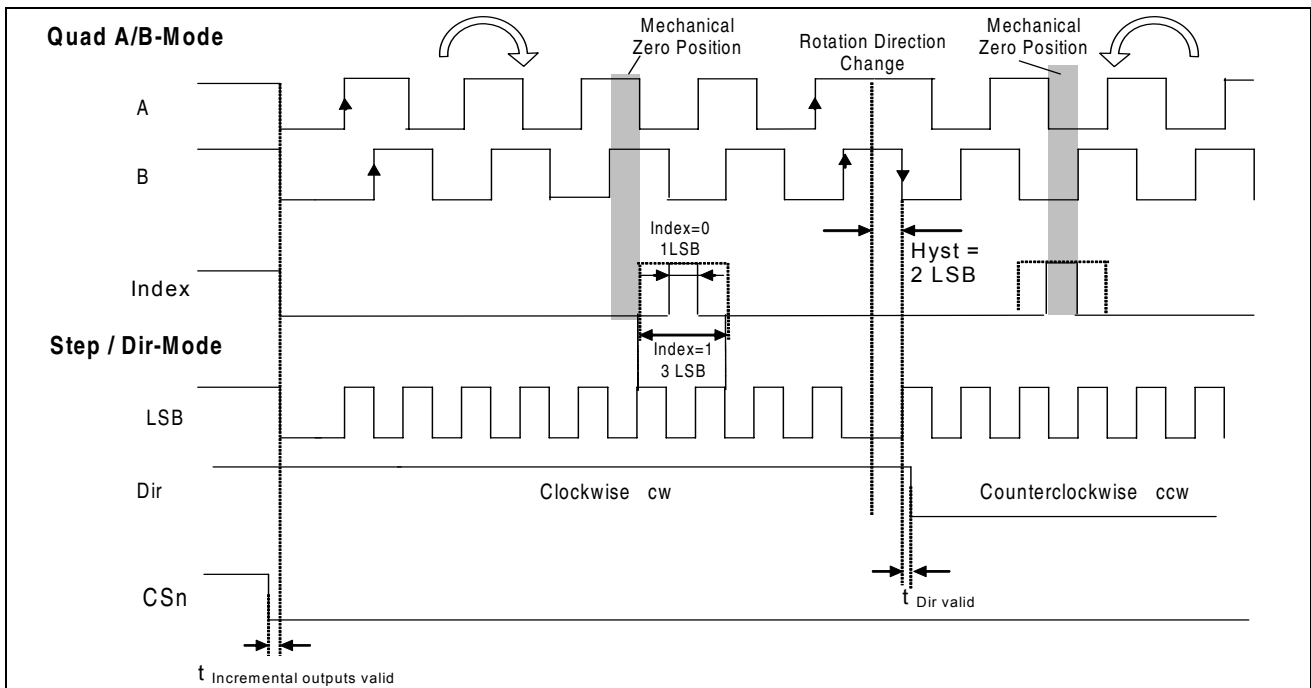 Quad A/B-Mode
Mechanical
Zero Position
Rotation Direction
Change
Mechanical
Zero Position
A
B
Index=0
1LSB
Hyst =
2 LSB
Index
Step / Dir-Mode
Index=1
3 LSB
LSB
Dir
Clockwise cw
Counterclockwise ccw
CSn
t Dir valid
t Incremental outputs valid